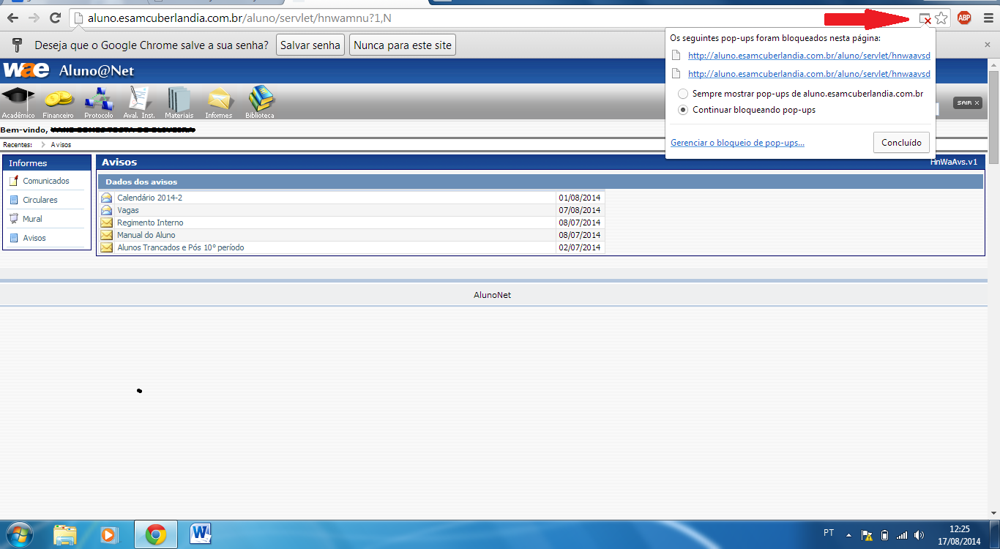 aluno.esamcuberlandia.com.br/aluno/servlet/hnwamnu?1,N
ABP
Deseja que o Google Chrome salve a sua senha?
Salvar senha
Nunca para este site
Os seguintes pop-ups foram bloqueados nesta página:
http://aluno.esamcuberlandia.com.br/aluno/servlet/hnwaavsd
http://aluno.esamcuberlandia.com.br/aluno/servlet/hnwaavsd
Sempre mostrar pop-ups de aluno.esamcuberlandia.com.br
Continuar bloqueando pop-ups
Gerenciar o bloqueio de pop-ups...
Concluído
wae Aluno@Net
Acadêmico Financeiro Protocolo Aval. Inst. Materiais Informes Biblioteca
SAIR X
Bem-vindo,
Recentes: Avisos
Informes
Comunicados
Circulares
Mural
Avisos
Avisos HnWaAvs.v1
Dados dos avisos
Calendário 2014-2 01/08/2014
Vagas 07/08/2014
Regimento Interno 08/07/2014
Manual do Aluno 08/07/2014
Alunos Trancados e Pós 10° período 02/07/2014
AlunoNet
PT
12:25
17/08/2014